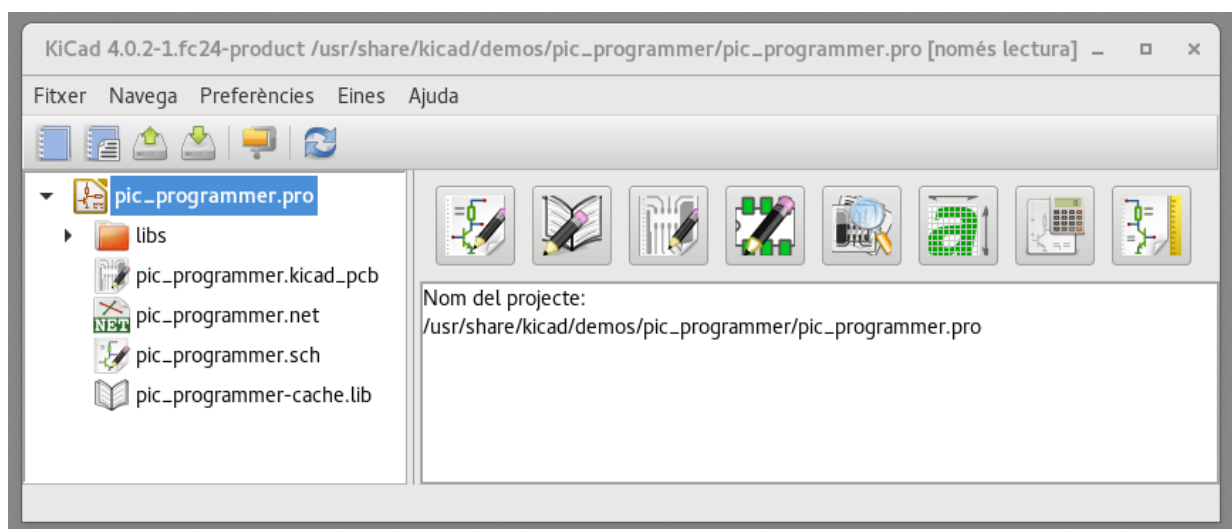 KiCad 4.0.2-1.fc24-product /usr/share/kicad/demos/pic_programmer/pic_programmer.pro [només lectura]
Fitxer Navega Preferències Eines Ajuda
pic_programmer.pro
libs
pic_programmer.kicad_pcb
NET pic_programmer.net
pic_programmer.sch
pic_programmer-cache.lib
a
Nom del projecte:
/usr/share/kicad/demos/pic_programmer/pic_programmer.pro